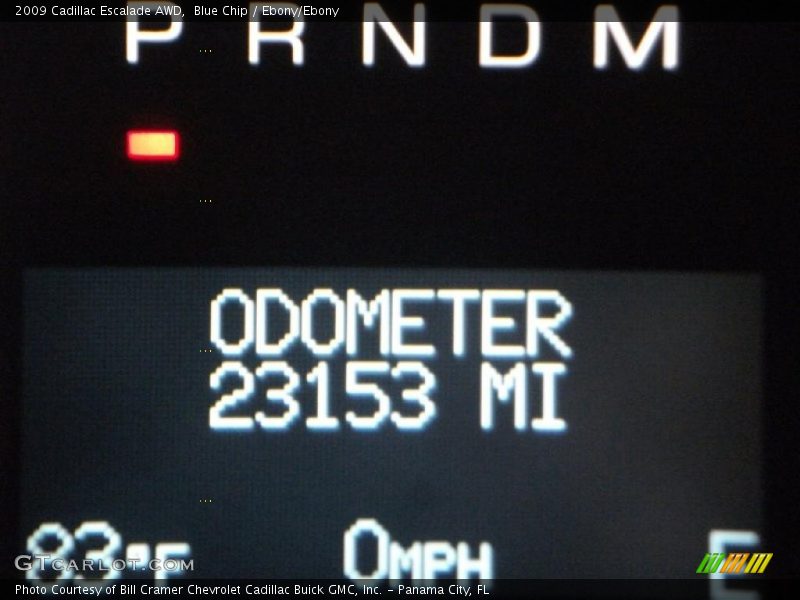 2009 Cadillac Escalade AWD,  Blue Chip / Ebony/Ebony
P R N D M
ODOMETER
23153 MI
83°F 0MPH E
GTCARLOT.COM
Photo Courtesy of Bill Cramer Chevrolet Cadillac Buick GMC, Inc. - Panama City, FL